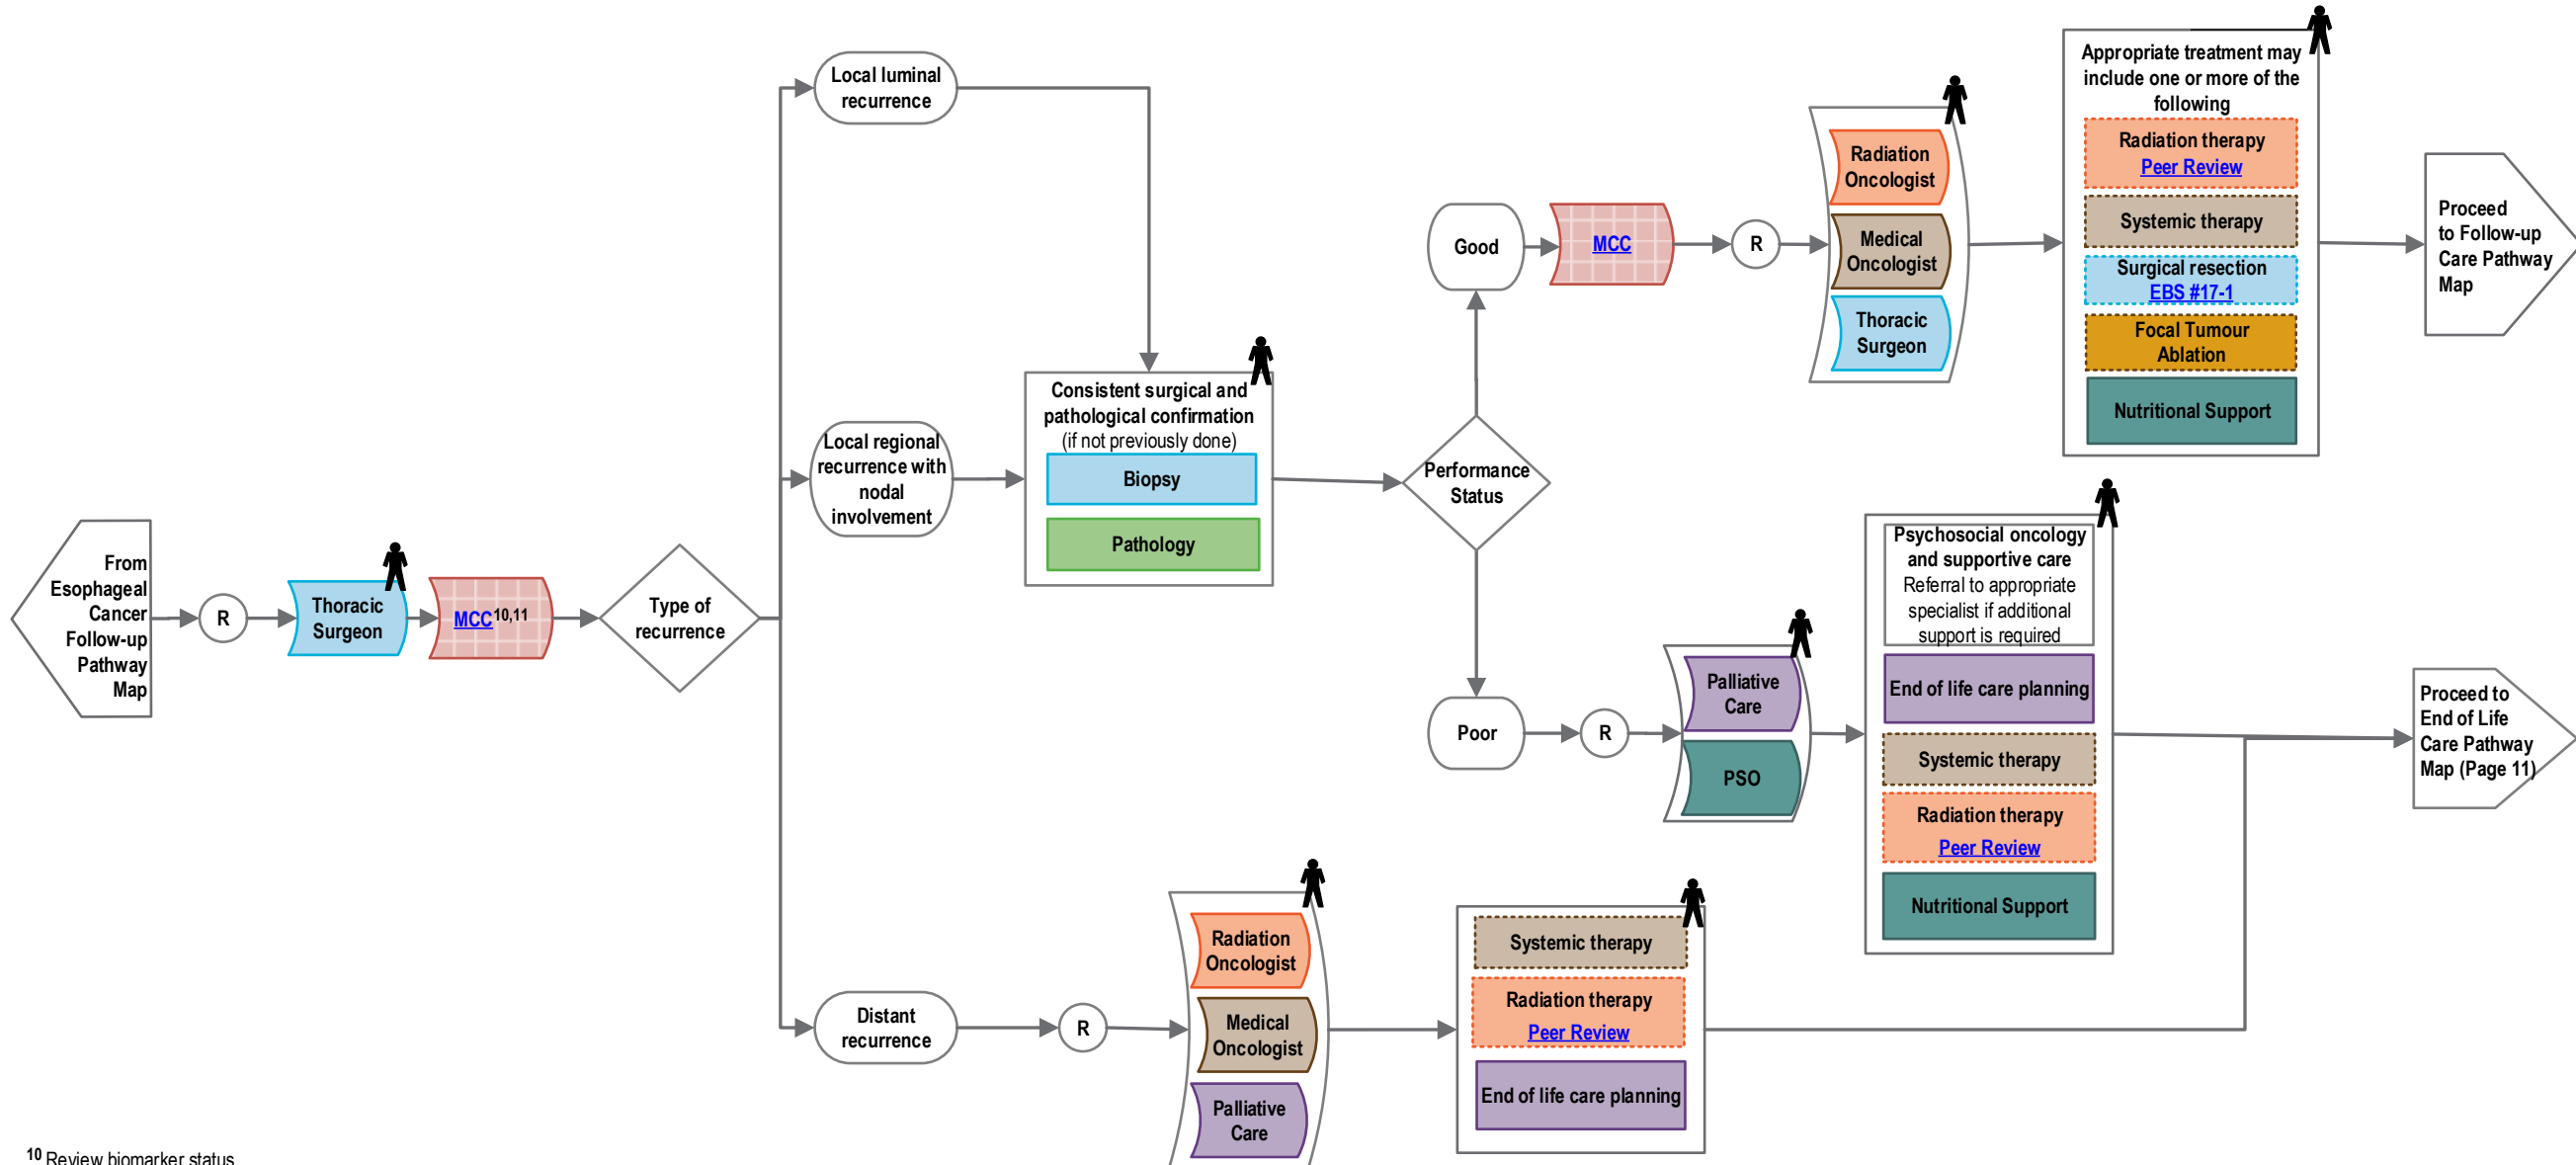 From
Esophageal
Cancer
Follow-up
Pathway
Map
R
Thoracic
Surgeon
MCC10,11
Type of
recurrence
Local luminal
recurrence
Local regional
recurrence with
nodal
involvement
Distant
recurrence
Consistent surgical and
pathological confirmation
(if not previously done)
Biopsy
Pathology
Performance
Status
Good
MCC
R
Radiation
Oncologist
Medical
Oncologist
Thoracic
Surgeon
Appropriate treatment may
include one or more of the
following
Radiation therapy
Peer Review
Systemic therapy
Surgical resection
EBS #17-1
Focal Tumour
Ablation
Nutritional Support
Proceed
to Follow-up
Care Pathway
Map
Poor
R
Palliative
Care
PSO
Psychosocial oncology
and supportive care
Referral to appropriate
specialist if additional
support is required
End of life care planning
Systemic therapy
Radiation therapy
Peer Review
Nutritional Support
Proceed to
End of Life
Care Pathway
Map (Page 11)
R
Radiation
Oncologist
Medical
Oncologist
Palliative
Care
Systemic therapy
Radiation therapy
Peer Review
End of life care planning
10 Review biomarker status